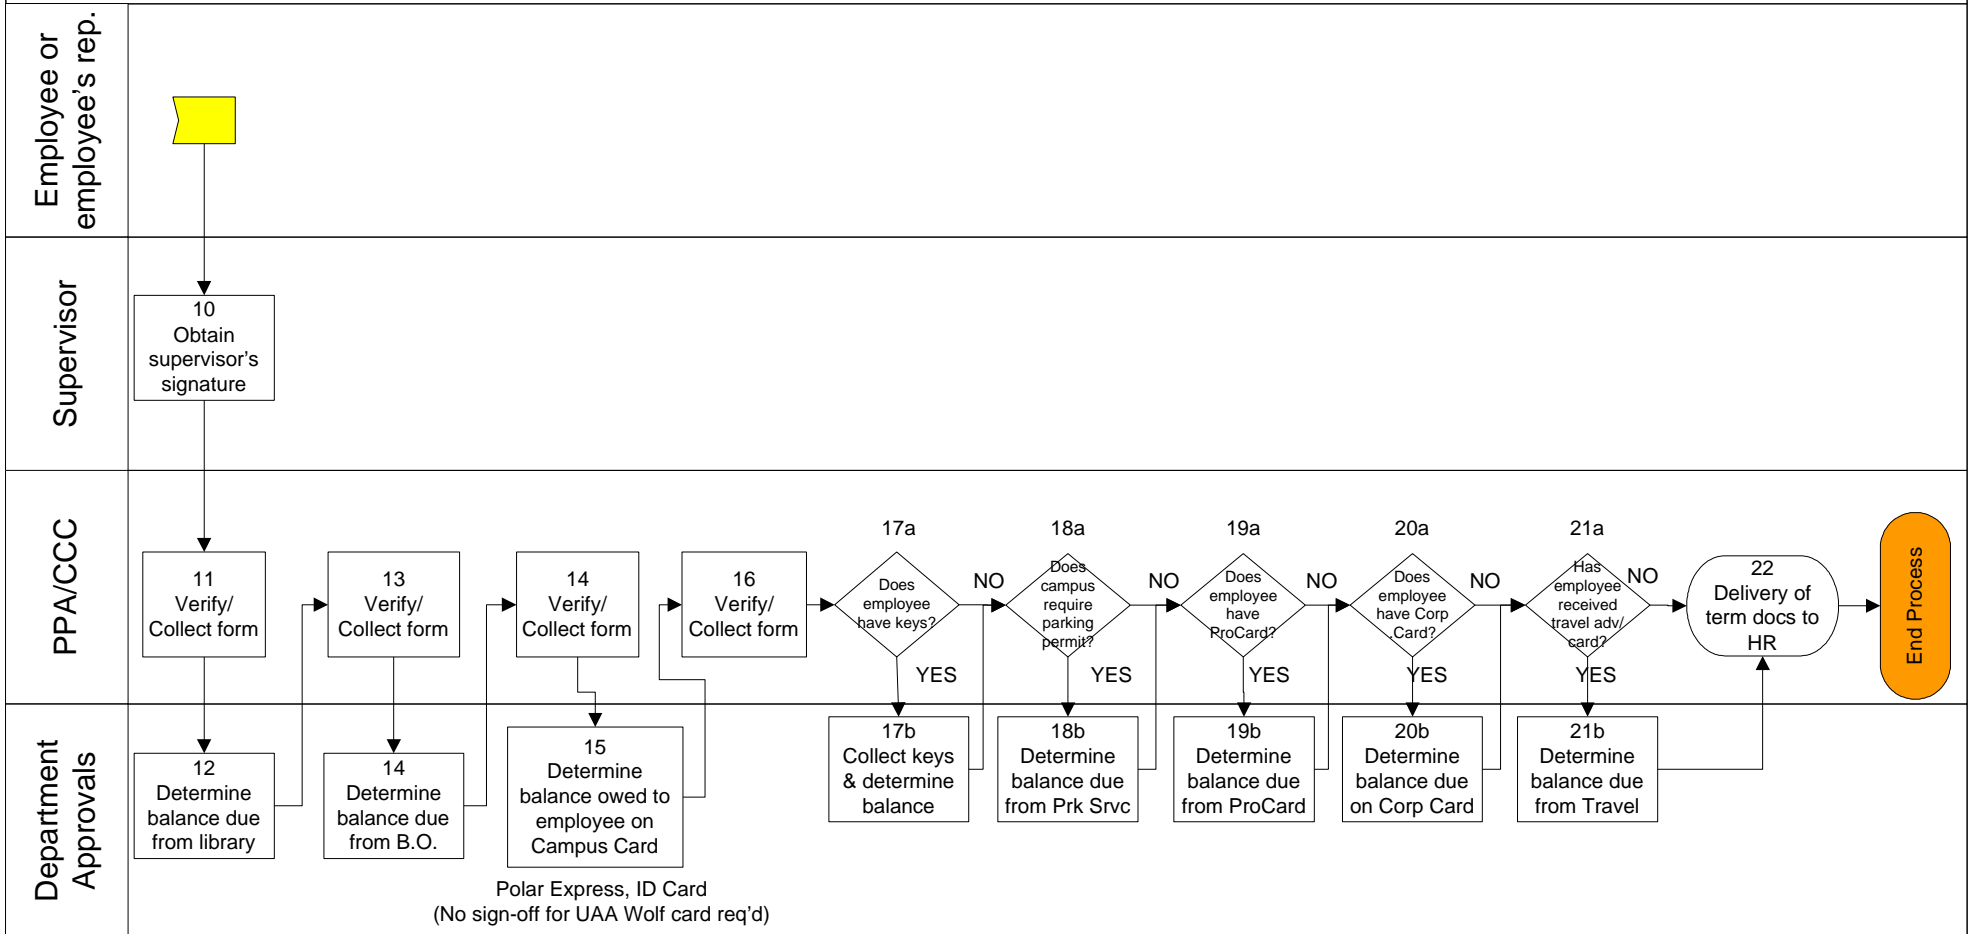 Employee or
employee's rep.
Supervisor
10
Obtain
supervisor's
signature
PPA/CCC
11
Verify/
Collect form
13
Verify/
Collect form
14
Verify/
Collect form
16
Verify/
Collect form
17a
Does
employee
have keys?
NO
YES
18a
Does
campus
require
parking
permit?
NO
YES
19a
Does
employee
have
ProCard?
NO
YES
20a
Does
employee
have Corp
.Card?
NO
YES
21a
Has
employee
received
travel adv/
card?
NO
YES
22
Delivery of
term docs to
HR
End Process
Department
Approvals
12
Determine
balance due
from library
14
Determine
balance due
from B.O.
15
Determine
balance owed to
employee on
Campus Card
Polar Express, ID Card
(No sign-off for UAA Wolf card req'd)
17b
Collect keys
& determine
balance
18b
Determine
balance due
from Prk Srvc
19b
Determine
balance due
from ProCard
20b
Determine
balance due
on Corp Card
21b
Determine
balance due
from Travel